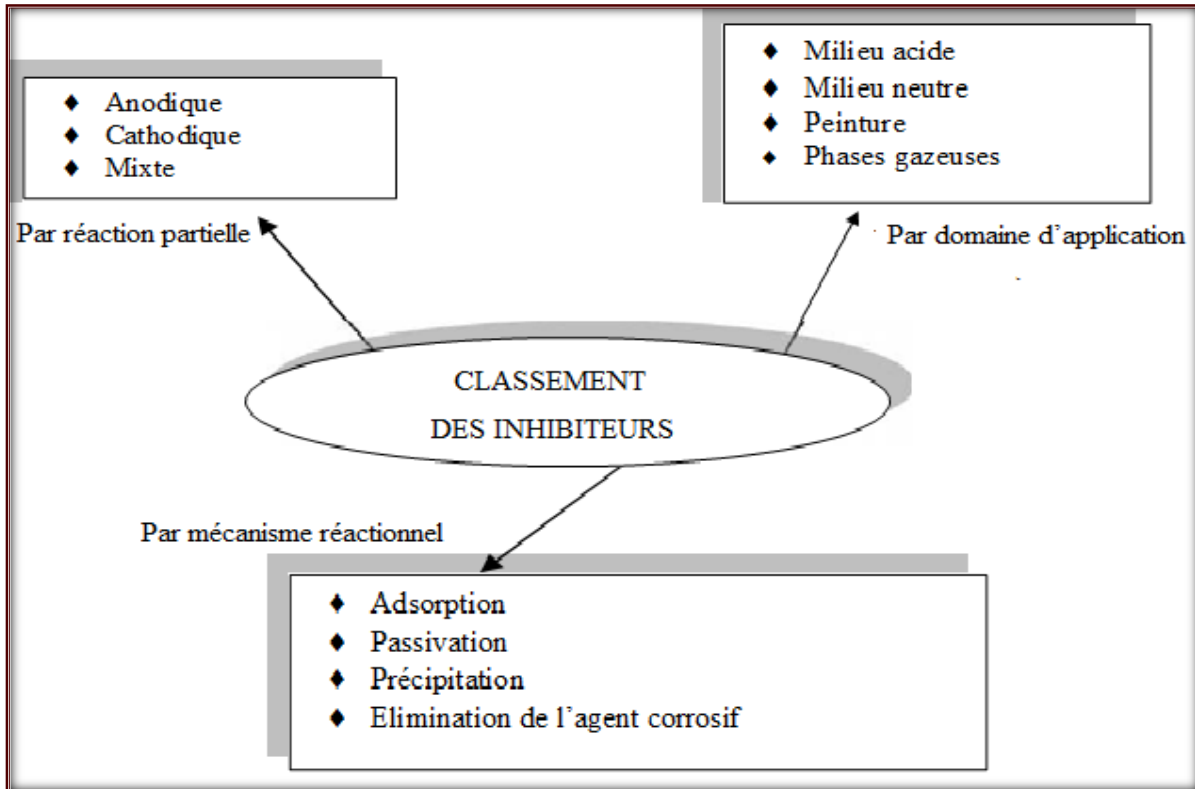 ♦ Anodique
♦ Cathodique
♦ Mixte
Par réaction partielle
♦ Milieu acide
♦ Milieu neutre
♦ Peinture
♦ Phases gazeuses
Par domaine d’application
CLASSEMENT
DES INHIBITEURS
Par mécanisme réactionnel
♦ Adsorption
♦ Passivation
♦ Précipitation
♦ Elimination de l’agent corrosif